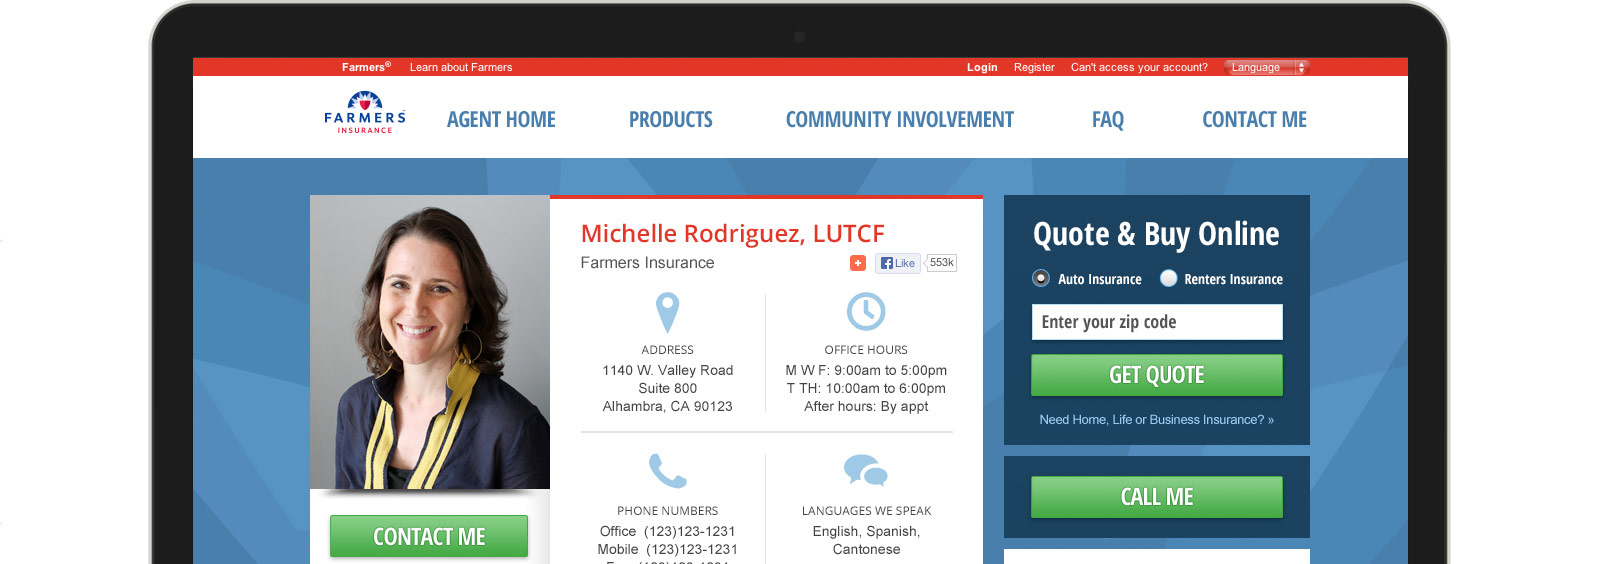 Farmers® Learn about Farmers Login Register Can't access your account? Language
FARMERS
INSURANCE
AGENT HOME PRODUCTS COMMUNITY INVOLVEMENT FAQ CONTACT ME
Michelle Rodriguez, LUTCF
Farmers Insurance
Like 553k
ADDRESS
1140 W. Valley Road
Suite 800
Alhambra, CA 90123
OFFICE HOURS
M W F: 9:00am to 5:00pm
T TH: 10:00am to 6:00pm
After hours: By appt
PHONE NUMBERS
Office (123)123-1231
Mobile (123)123-1231
LANGUAGES WE SPEAK
English, Spanish,
Cantonese
CONTACT ME
Quote & Buy Online
Auto Insurance Renters Insurance
Enter your zip code
GET QUOTE
Need Home, Life or Business Insurance? »
CALL ME